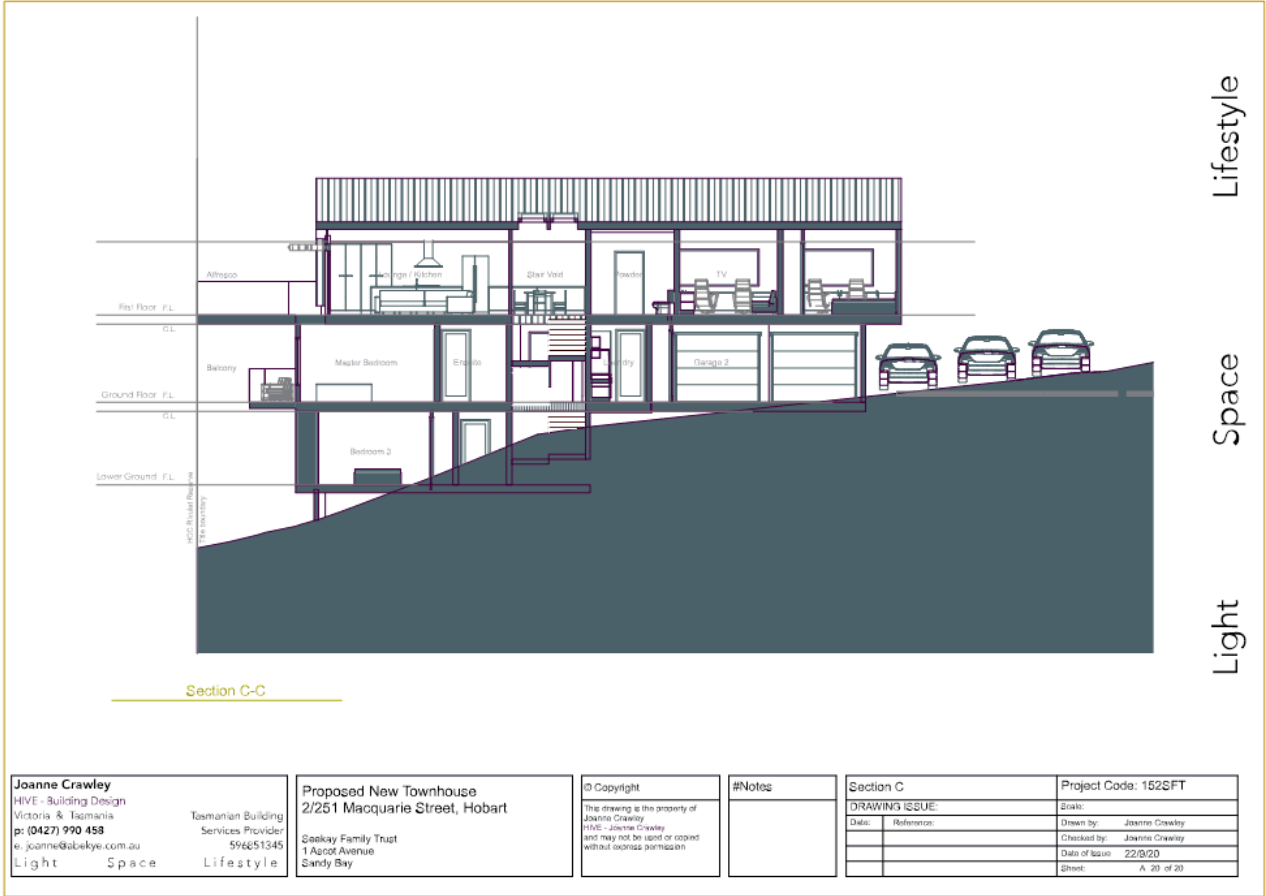 Lifestyle
Space
Light
Alfresco
Lounge / Kitchen
Stair Void
Powder
TV
First Floor F.L.
C.L.
Balcony
Master Bedroom
Ensuite
Laundry
Garage 2
Ground Floor F.L.
C.L.
Bedroom 2
Lower Ground F.L.
HCC Rivulet Reserve
Title boundary
Section C-C
Joanne Crawley
HIVE - Building Design
Victoria & Tasmania
p: (0427) 990 458
e. joanne@abekye.com.au
Tasmanian Building
Services Provider
596851345
Light Space Lifestyle
Proposed New Townhouse
2/251 Macquarie Street, Hobart
Seekay Family Trust
1 Ascot Avenue
Sandy Bay
© Copyright
This drawing is the property of
Joanne Crawley
HIVE - Joanne Crawley
and may not be used or copied
without express permission
#Notes
Section C
DRAWING ISSUE:
Date: Reference:
Project Code: 152SFT
Scale:
Drawn by: Joanne Crawley
Checked by: Joanne Crawley
Date of Issue 22/9/20
Sheet: A 20 of 20